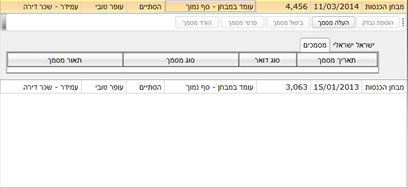 מבחן הכנסות 11/03/2014 4,456 עומד במבחן - סף נמוך הסתיים עופר טובי עמידר - שכר דירה
הוספת נבדק העלה מסמך ביטול מסמך פרטי מסמך הורד מסמך
ישראל ישראלי מסמכים
תאריך מסמך סוג דואר סוג מסמך תאור מסמך
מבחן הכנסות 15/01/2013 3,063 עומד במבחן - סף נמוך הסתיים עופר טובי עמידר - שכר דירה